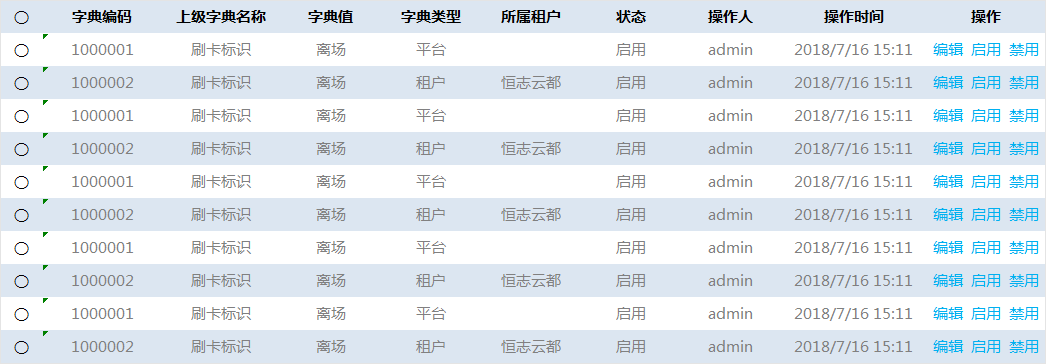 字典编码 上级字典名称 字典值 字典类型 所属租户 状态 操作人 操作时间 操作
1000001 刷卡标识 离场 平台 启用 admin 2018/7/16 15:11 编辑 启用 禁用
1000002 刷卡标识 离场 租户 恒志云都 启用 admin 2018/7/16 15:11 编辑 启用 禁用
1000001 刷卡标识 离场 平台 启用 admin 2018/7/16 15:11 编辑 启用 禁用
1000002 刷卡标识 离场 租户 恒志云都 启用 admin 2018/7/16 15:11 编辑 启用 禁用
1000001 刷卡标识 离场 平台 启用 admin 2018/7/16 15:11 编辑 启用 禁用
1000002 刷卡标识 离场 租户 恒志云都 启用 admin 2018/7/16 15:11 编辑 启用 禁用
1000001 刷卡标识 离场 平台 启用 admin 2018/7/16 15:11 编辑 启用 禁用
1000002 刷卡标识 离场 租户 恒志云都 启用 admin 2018/7/16 15:11 编辑 启用 禁用
1000001 刷卡标识 离场 平台 启用 admin 2018/7/16 15:11 编辑 启用 禁用
1000002 刷卡标识 离场 租户 恒志云都 启用 admin 2018/7/16 15:11 编辑 启用 禁用